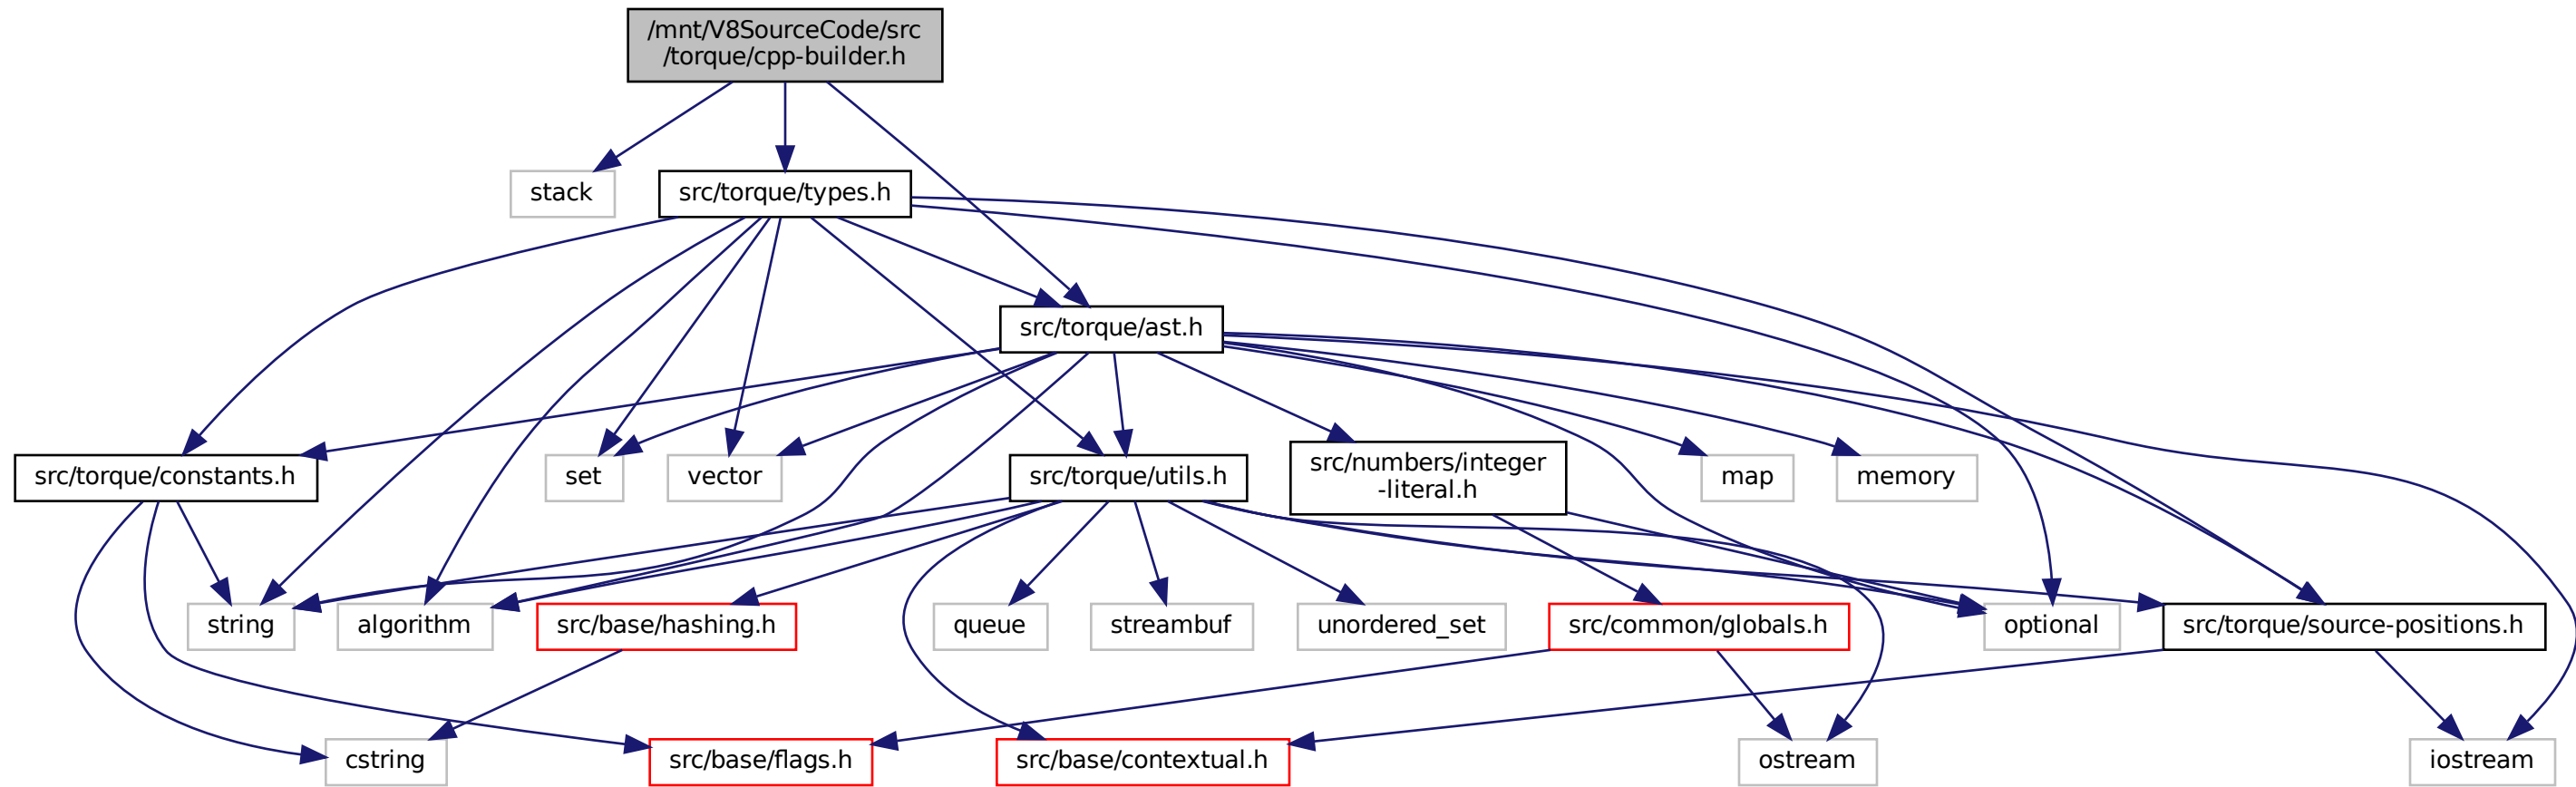 /mnt/V8SourceCode/src
/torque/cpp-builder.h
stack
src/torque/types.h
src/torque/ast.h
src/torque/constants.h
set
vector
src/torque/utils.h
src/numbers/integer
-literal.h
map
memory
string
algorithm
src/base/hashing.h
queue
streambuf
unordered_set
src/common/globals.h
optional
src/torque/source-positions.h
cstring
src/base/flags.h
src/base/contextual.h
ostream
iostream